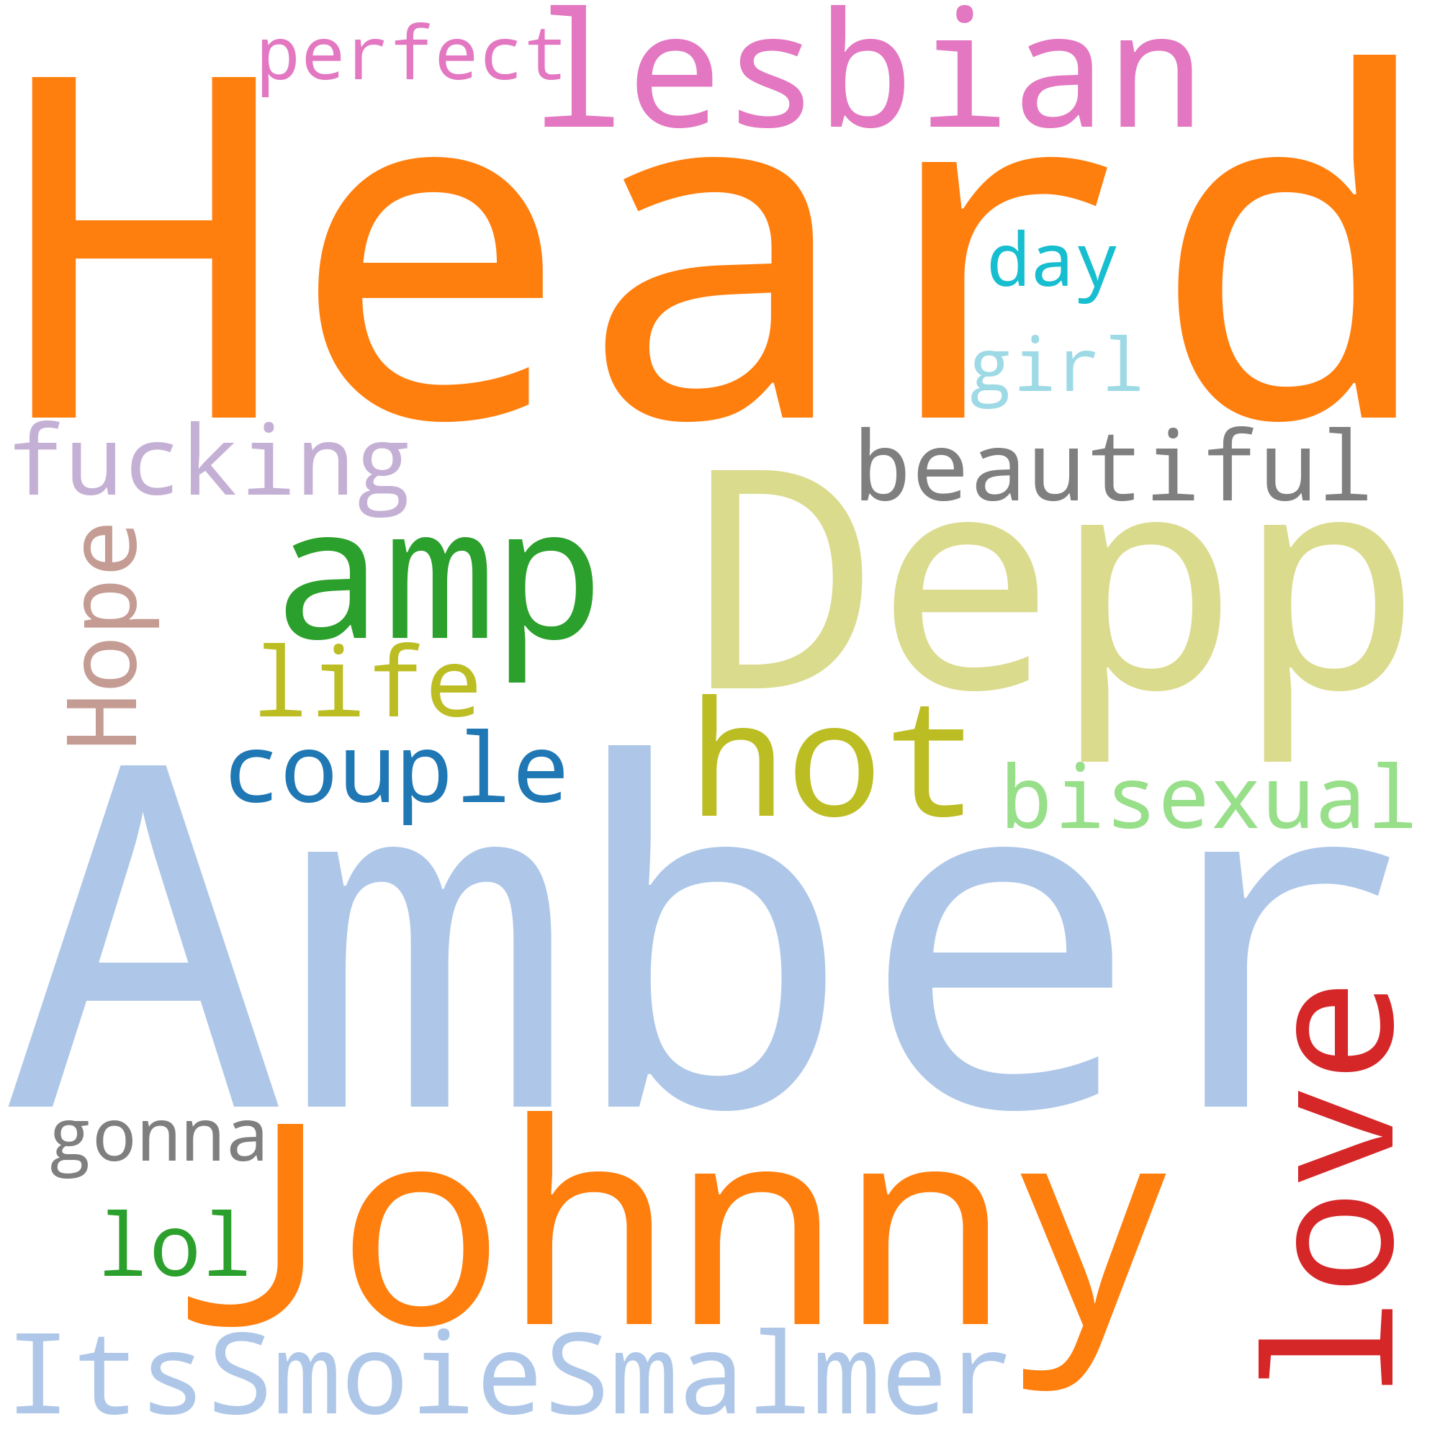 perfect
lesbian
Heard
day
girl
fucking
beautiful
Hope
amp
Depp
life
hot
couple
bisexual
Amber
love
gonna
Johnny
lol
ItsSmoieSmalmer